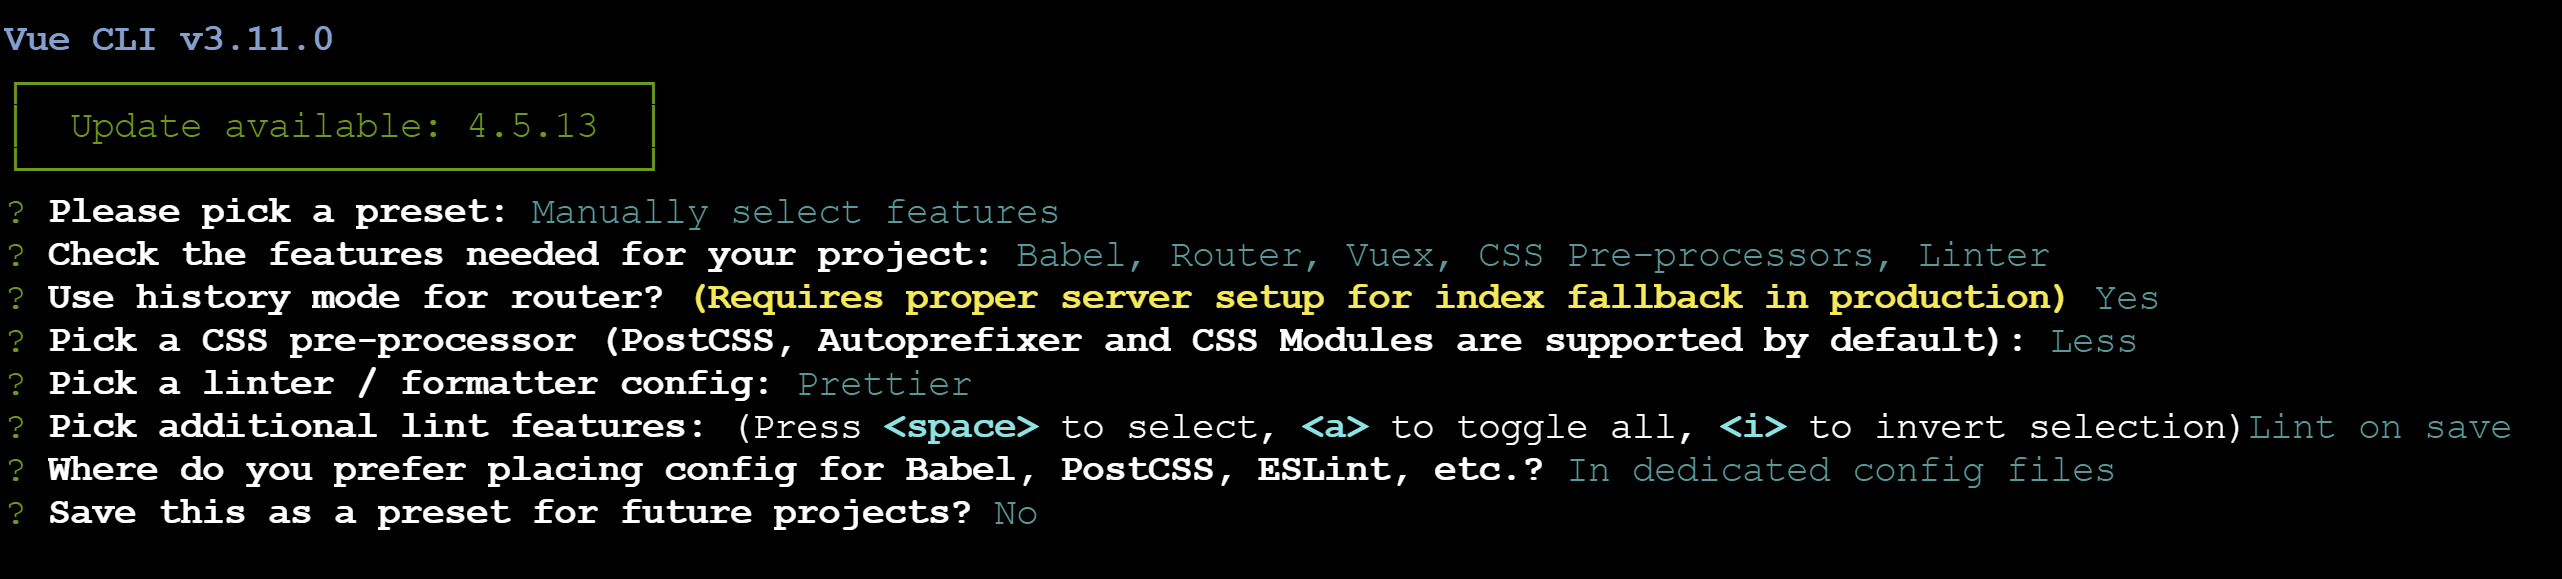 Vue CLI v3.11.0
Update available: 4.5.13
? Please pick a preset: Manually select features
? Check the features needed for your project: Babel, Router, Vuex, CSS Pre-processors, Linter
? Use history mode for router? (Requires proper server setup for index fallback in production) Yes
? Pick a CSS pre-processor (PostCSS, Autoprefixer and CSS Modules are supported by default): Less
? Pick a linter / formatter config: Prettier
? Pick additional lint features: (Press <space> to select, <a> to toggle all, <i> to invert selection)Lint on save
? Where do you prefer placing config for Babel, PostCSS, ESLint, etc.? In dedicated config files
? Save this as a preset for future projects? No